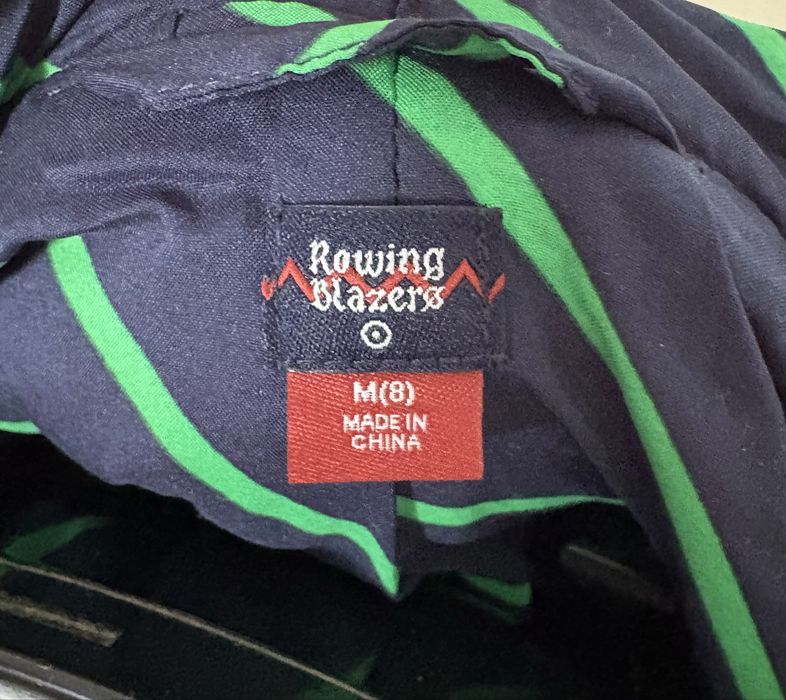 Rowing
Blazers
M(8)
MADE IN
CHINA